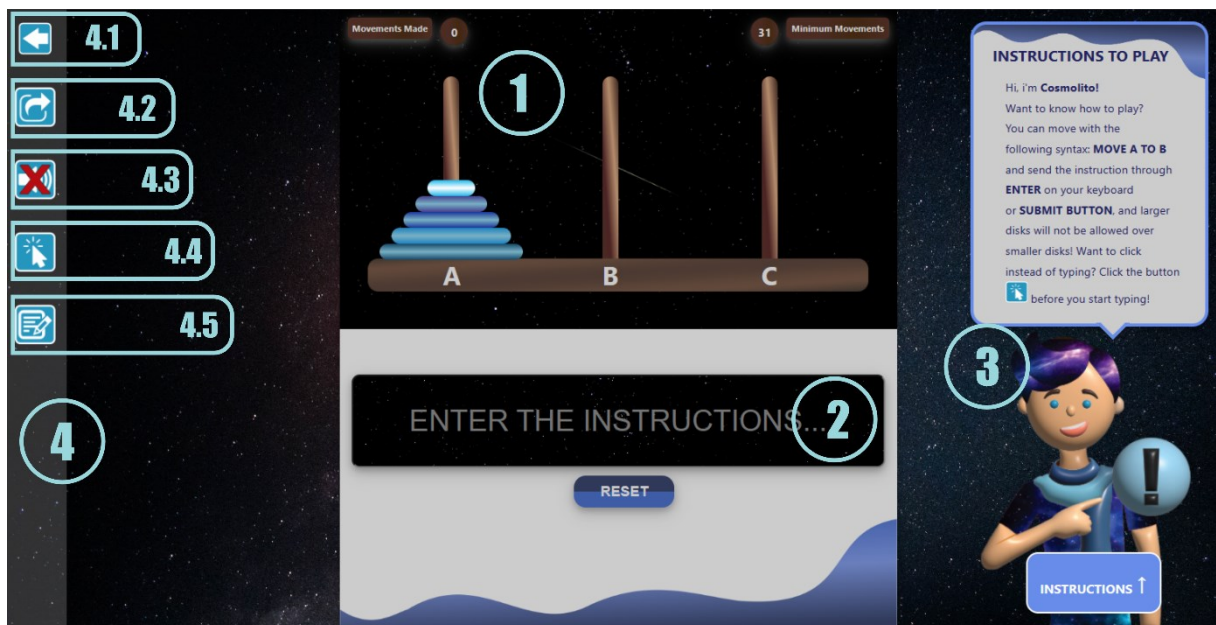 4.1
4.2
4.3
4.4
4.5
4
Movements Made
0
31
Minimum Movements
1
A
B
C
ENTER THE INSTRUCTIONS...
2
RESET
INSTRUCTIONS TO PLAY
Hi, i'm Cosmolito!
Want to know how to play?
You can move with the
following syntax: MOVE A TO B
and send the instruction through
ENTER on your keyboard
or SUBMIT BUTTON, and larger
disks will not be allowed over
smaller disks! Want to click
instead of typing? Click the button
before you start typing!
3
!
INSTRUCTIONS ↑